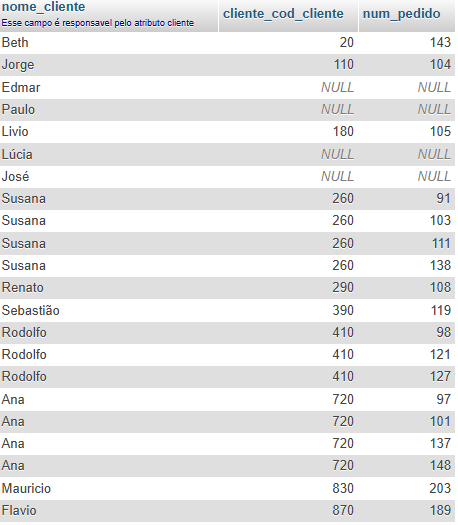 nome_cliente cliente_cod_cliente num_pedido
Esse campo é responsavel pelo atributo cliente
Beth 20 143
Jorge 110 104
Edmar NULL NULL
Paulo NULL NULL
Livio 180 105
Lúcia NULL NULL
José NULL NULL
Susana 260 91
Susana 260 103
Susana 260 111
Susana 260 138
Renato 290 108
Sebastião 390 119
Rodolfo 410 98
Rodolfo 410 121
Rodolfo 410 127
Ana 720 97
Ana 720 101
Ana 720 137
Ana 720 148
Mauricio 830 203
Flavio 870 189